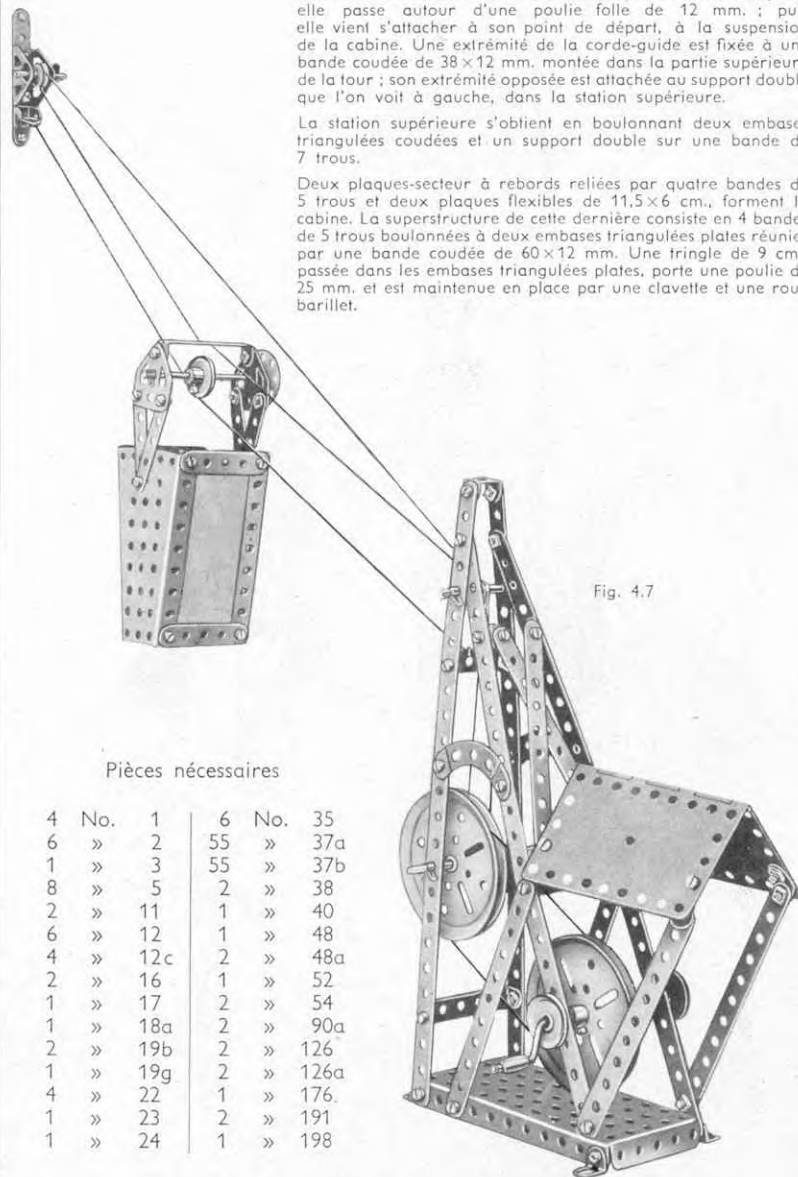 elle passe autour d'une poulie folle de 12 mm. ; pu
elle vient s'attacher à son point de départ, à la suspensio
de la cabine. Une extrémité de la corde-guide est fixée à un
bande coudée de 38×12 mm. montée dans la partie supérieur
de la tour ; son extrémité opposée est attachée au support doubl
que l'on voit à gauche, dans la station supérieure.
La station supérieure s'obtient en boulonnant deux embase
triangulées coudées et un support double sur une bande d
7 trous.
Deux plaques-secteur à rebords reliées par quatre bandes d
5 trous et deux plaques flexibles de 11,5×6 cm., forment l
cabine. La superstructure de cette dernière consiste en 4 bande
de 5 trous boulonnées à deux embases triangulées plates réunie
par une bande coudée de 60×12 mm. Une tringle de 9 cm
passée dans les embases triangulées plates, porte une poulie d
25 mm. et est maintenue en place par une clavette et une rou
barillet.
Fig. 4.7
Pièces nécessaires
4 No. 1 | 6 No. 35
6 » 2 | 55 » 37a
1 » 3 | 55 » 37b
8 » 5 | 2 » 38
2 » 11 | 1 » 40
6 » 12 | 1 » 48
4 » 12c | 2 » 48a
2 » 16 | 1 » 52
1 » 17 | 2 » 54
1 » 18a | 2 » 90a
2 » 19b | 2 » 126
1 » 19g | 2 » 126a
4 » 22 | 1 » 176
1 » 23 | 2 » 191
1 » 24 | 1 » 198